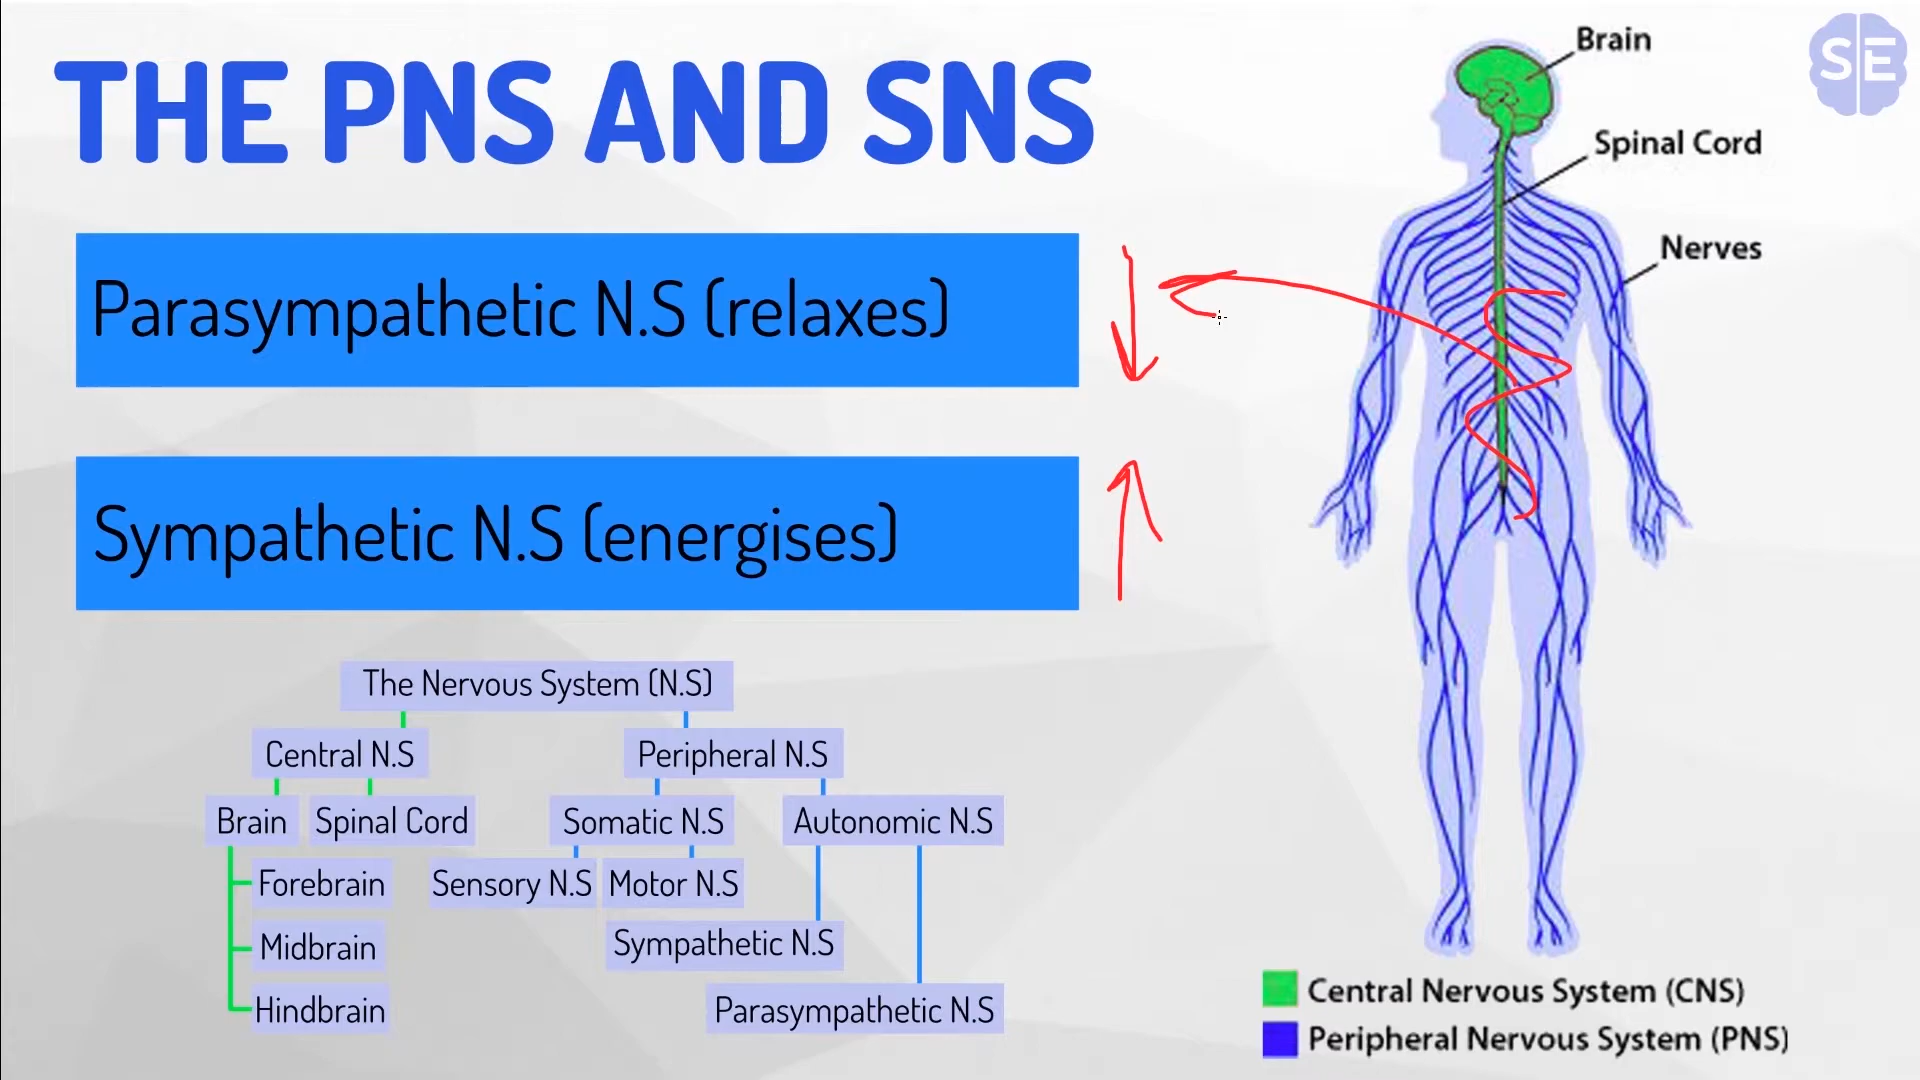 THE PNS AND SNS
SE
Parasympathetic N.S (relaxes)
Sympathetic N.S (energises)
Brain
Spinal Cord
Nerves
The Nervous System (N.S)
Central N.S
Peripheral N.S
Brain
Spinal Cord
Somatic N.S
Autonomic N.S
Forebrain
Sensory N.S
Motor N.S
Midbrain
Sympathetic N.S
Hindbrain
Parasympathetic N.S
Central Nervous System (CNS)
Peripheral Nervous System (PNS)